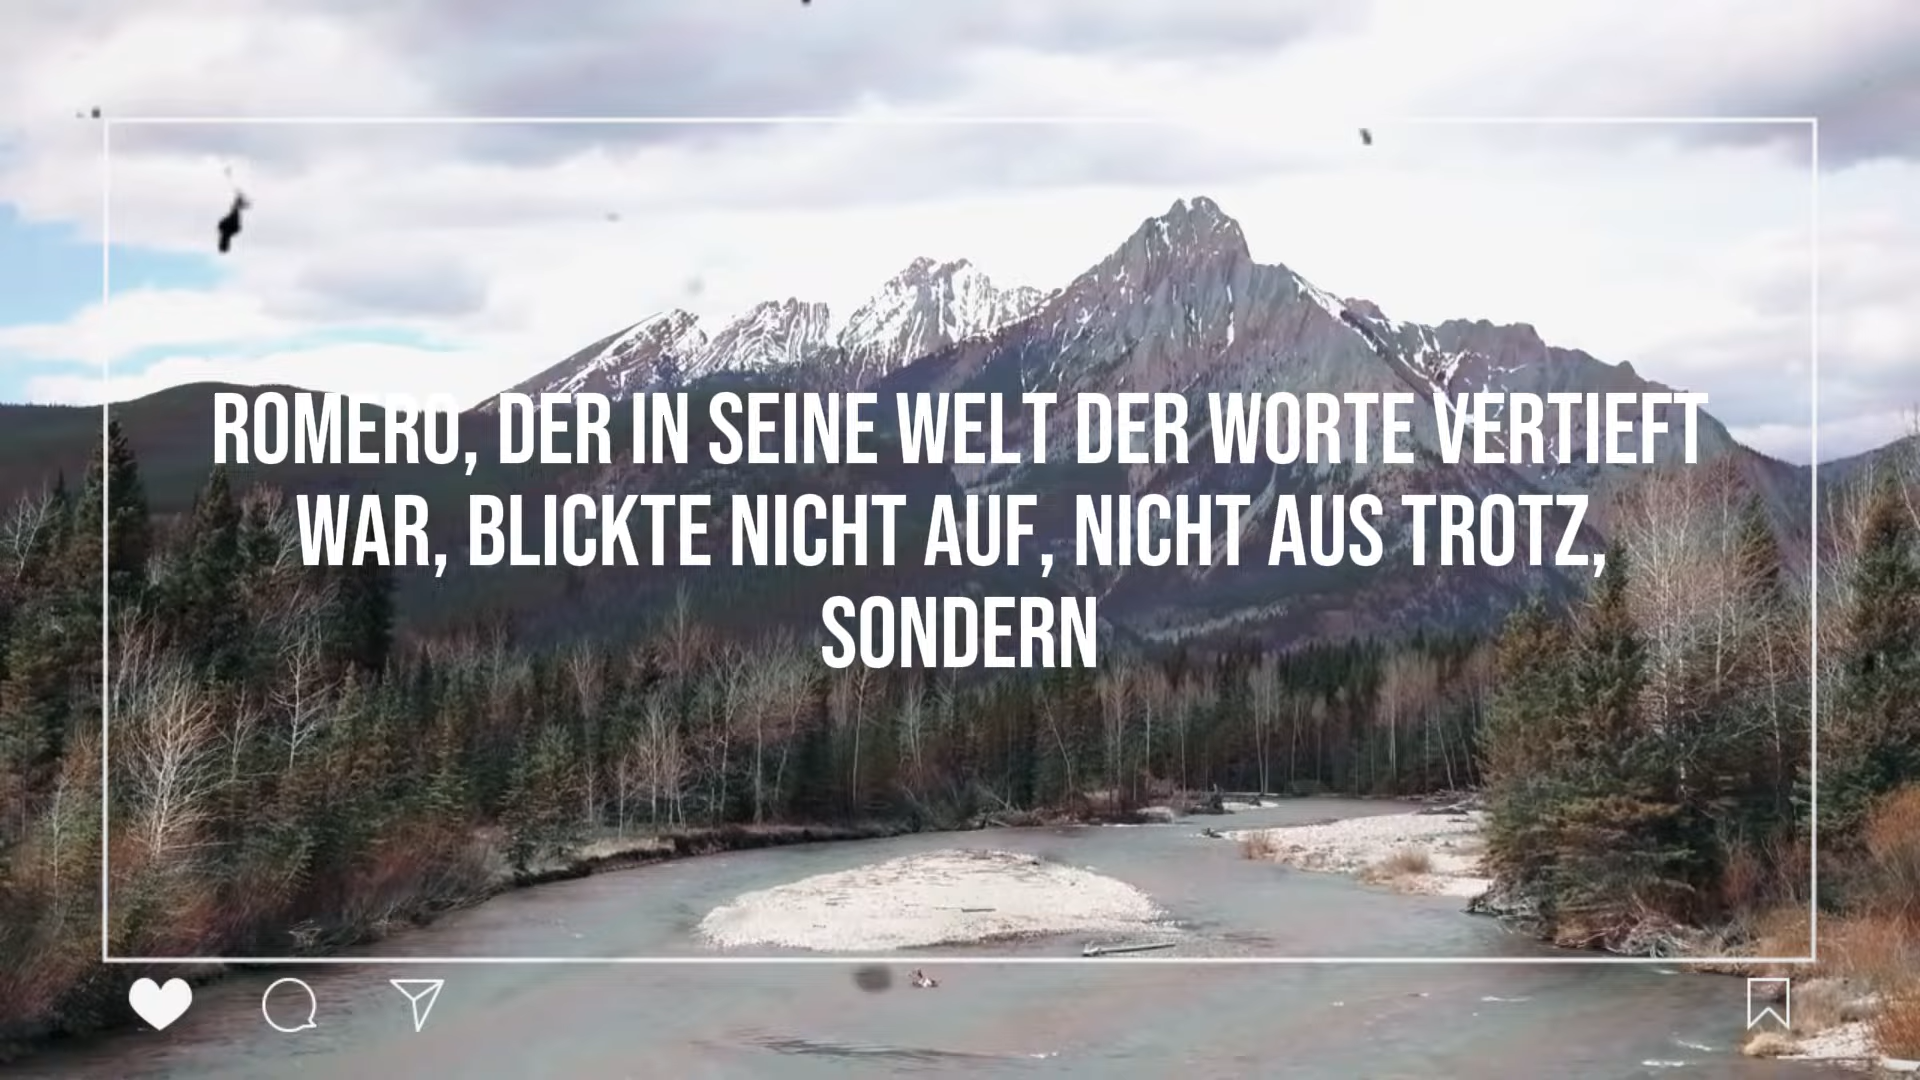 ROMERO, DER IN SEINE WELT DER WORTE VERTIEFT
WAR, BLICKTE NICHT AUF, NICHT AUS TROTZ,
SONDERN